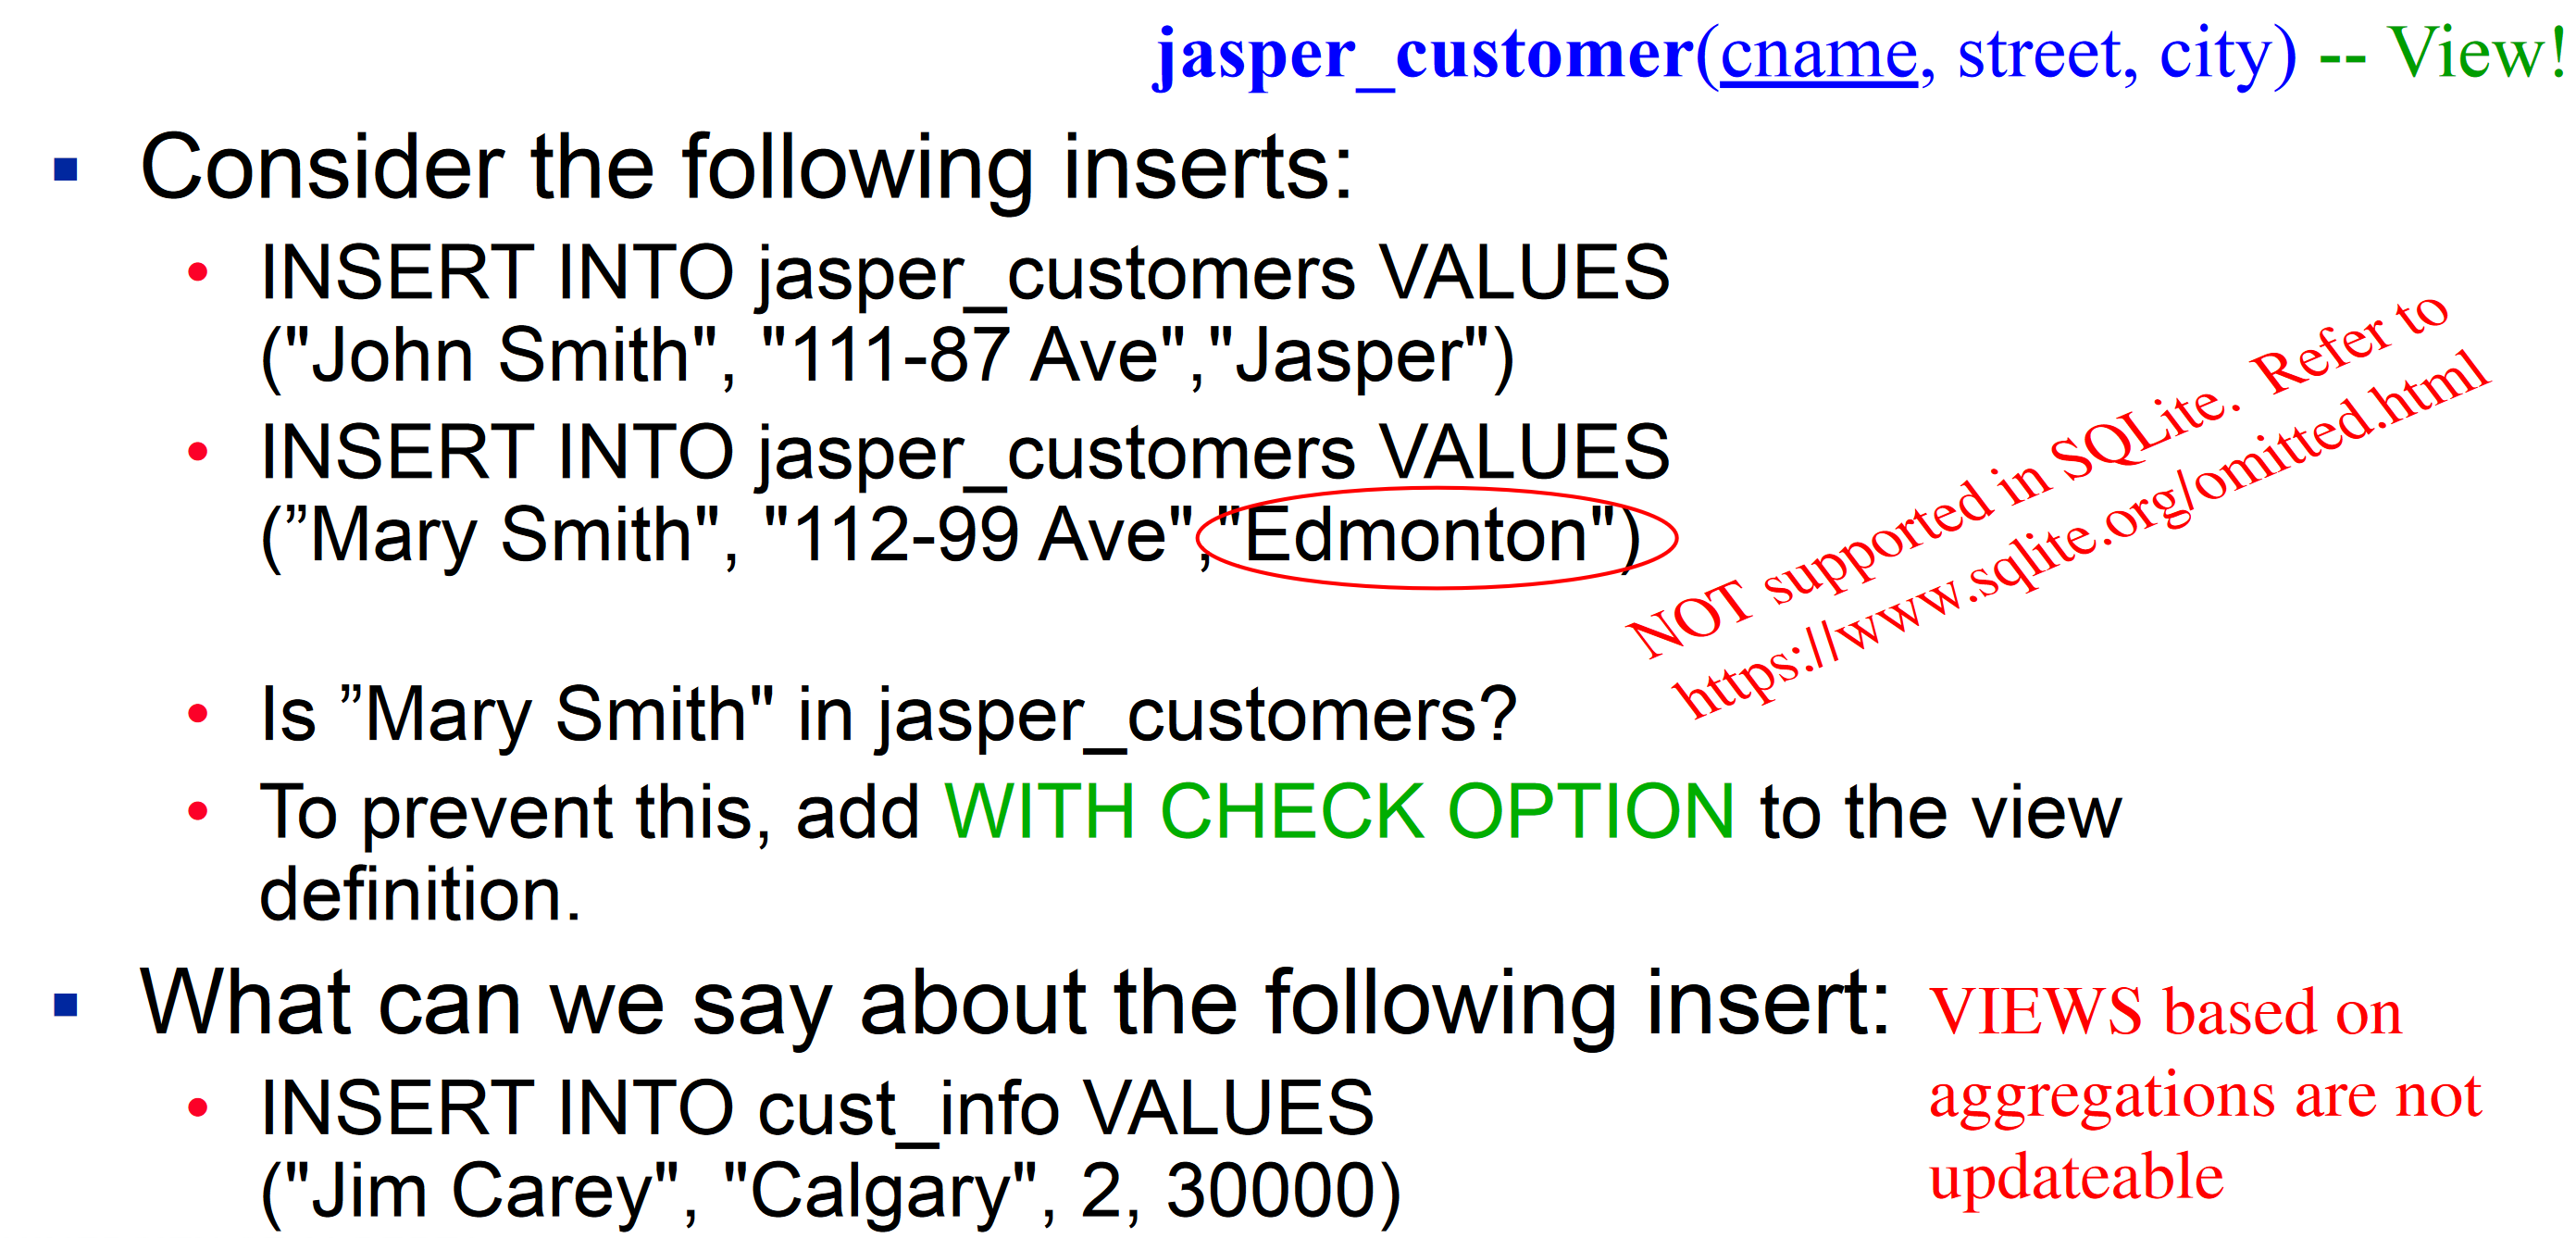 jasper_customer(cname, street, city) -- View!
Consider the following inserts:
INSERT INTO jasper_customers VALUES
("John Smith", "111-87 Ave","Jasper")
INSERT INTO jasper_customers VALUES
(”Mary Smith", "112-99 Ave","Edmonton")
NOT supported in SQLite. Refer to
https://www.sqlite.org/omitted.html
Is ”Mary Smith" in jasper_customers?
To prevent this, add WITH CHECK OPTION to the view
definition.
What can we say about the following insert:
INSERT INTO cust_info VALUES
("Jim Carey", "Calgary", 2, 30000)
VIEWS based on
aggregations are not
updateable